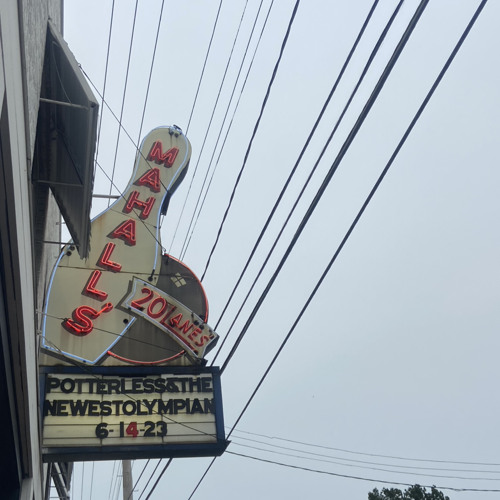 MAHALL'S
20 LANES
POTTERLESS&THE
NEWESTOLYMPIAN
6-14-23